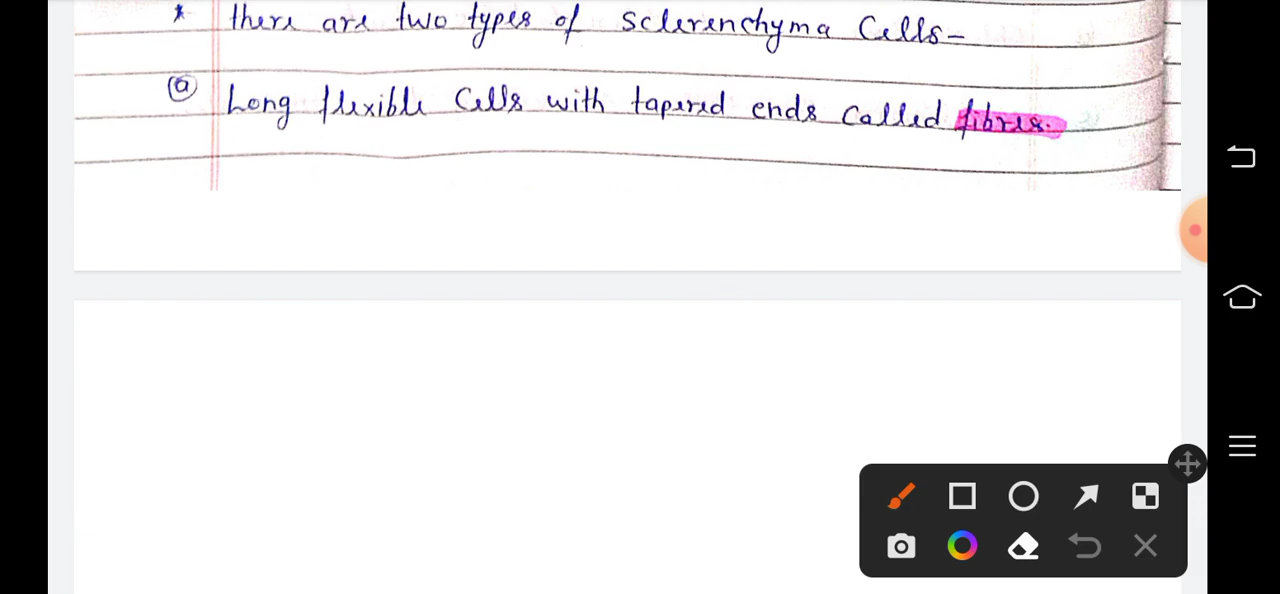 * there are two types of Sclerenchyma Cells-
(a) Long flexible Cells with tapered ends Called fibres.